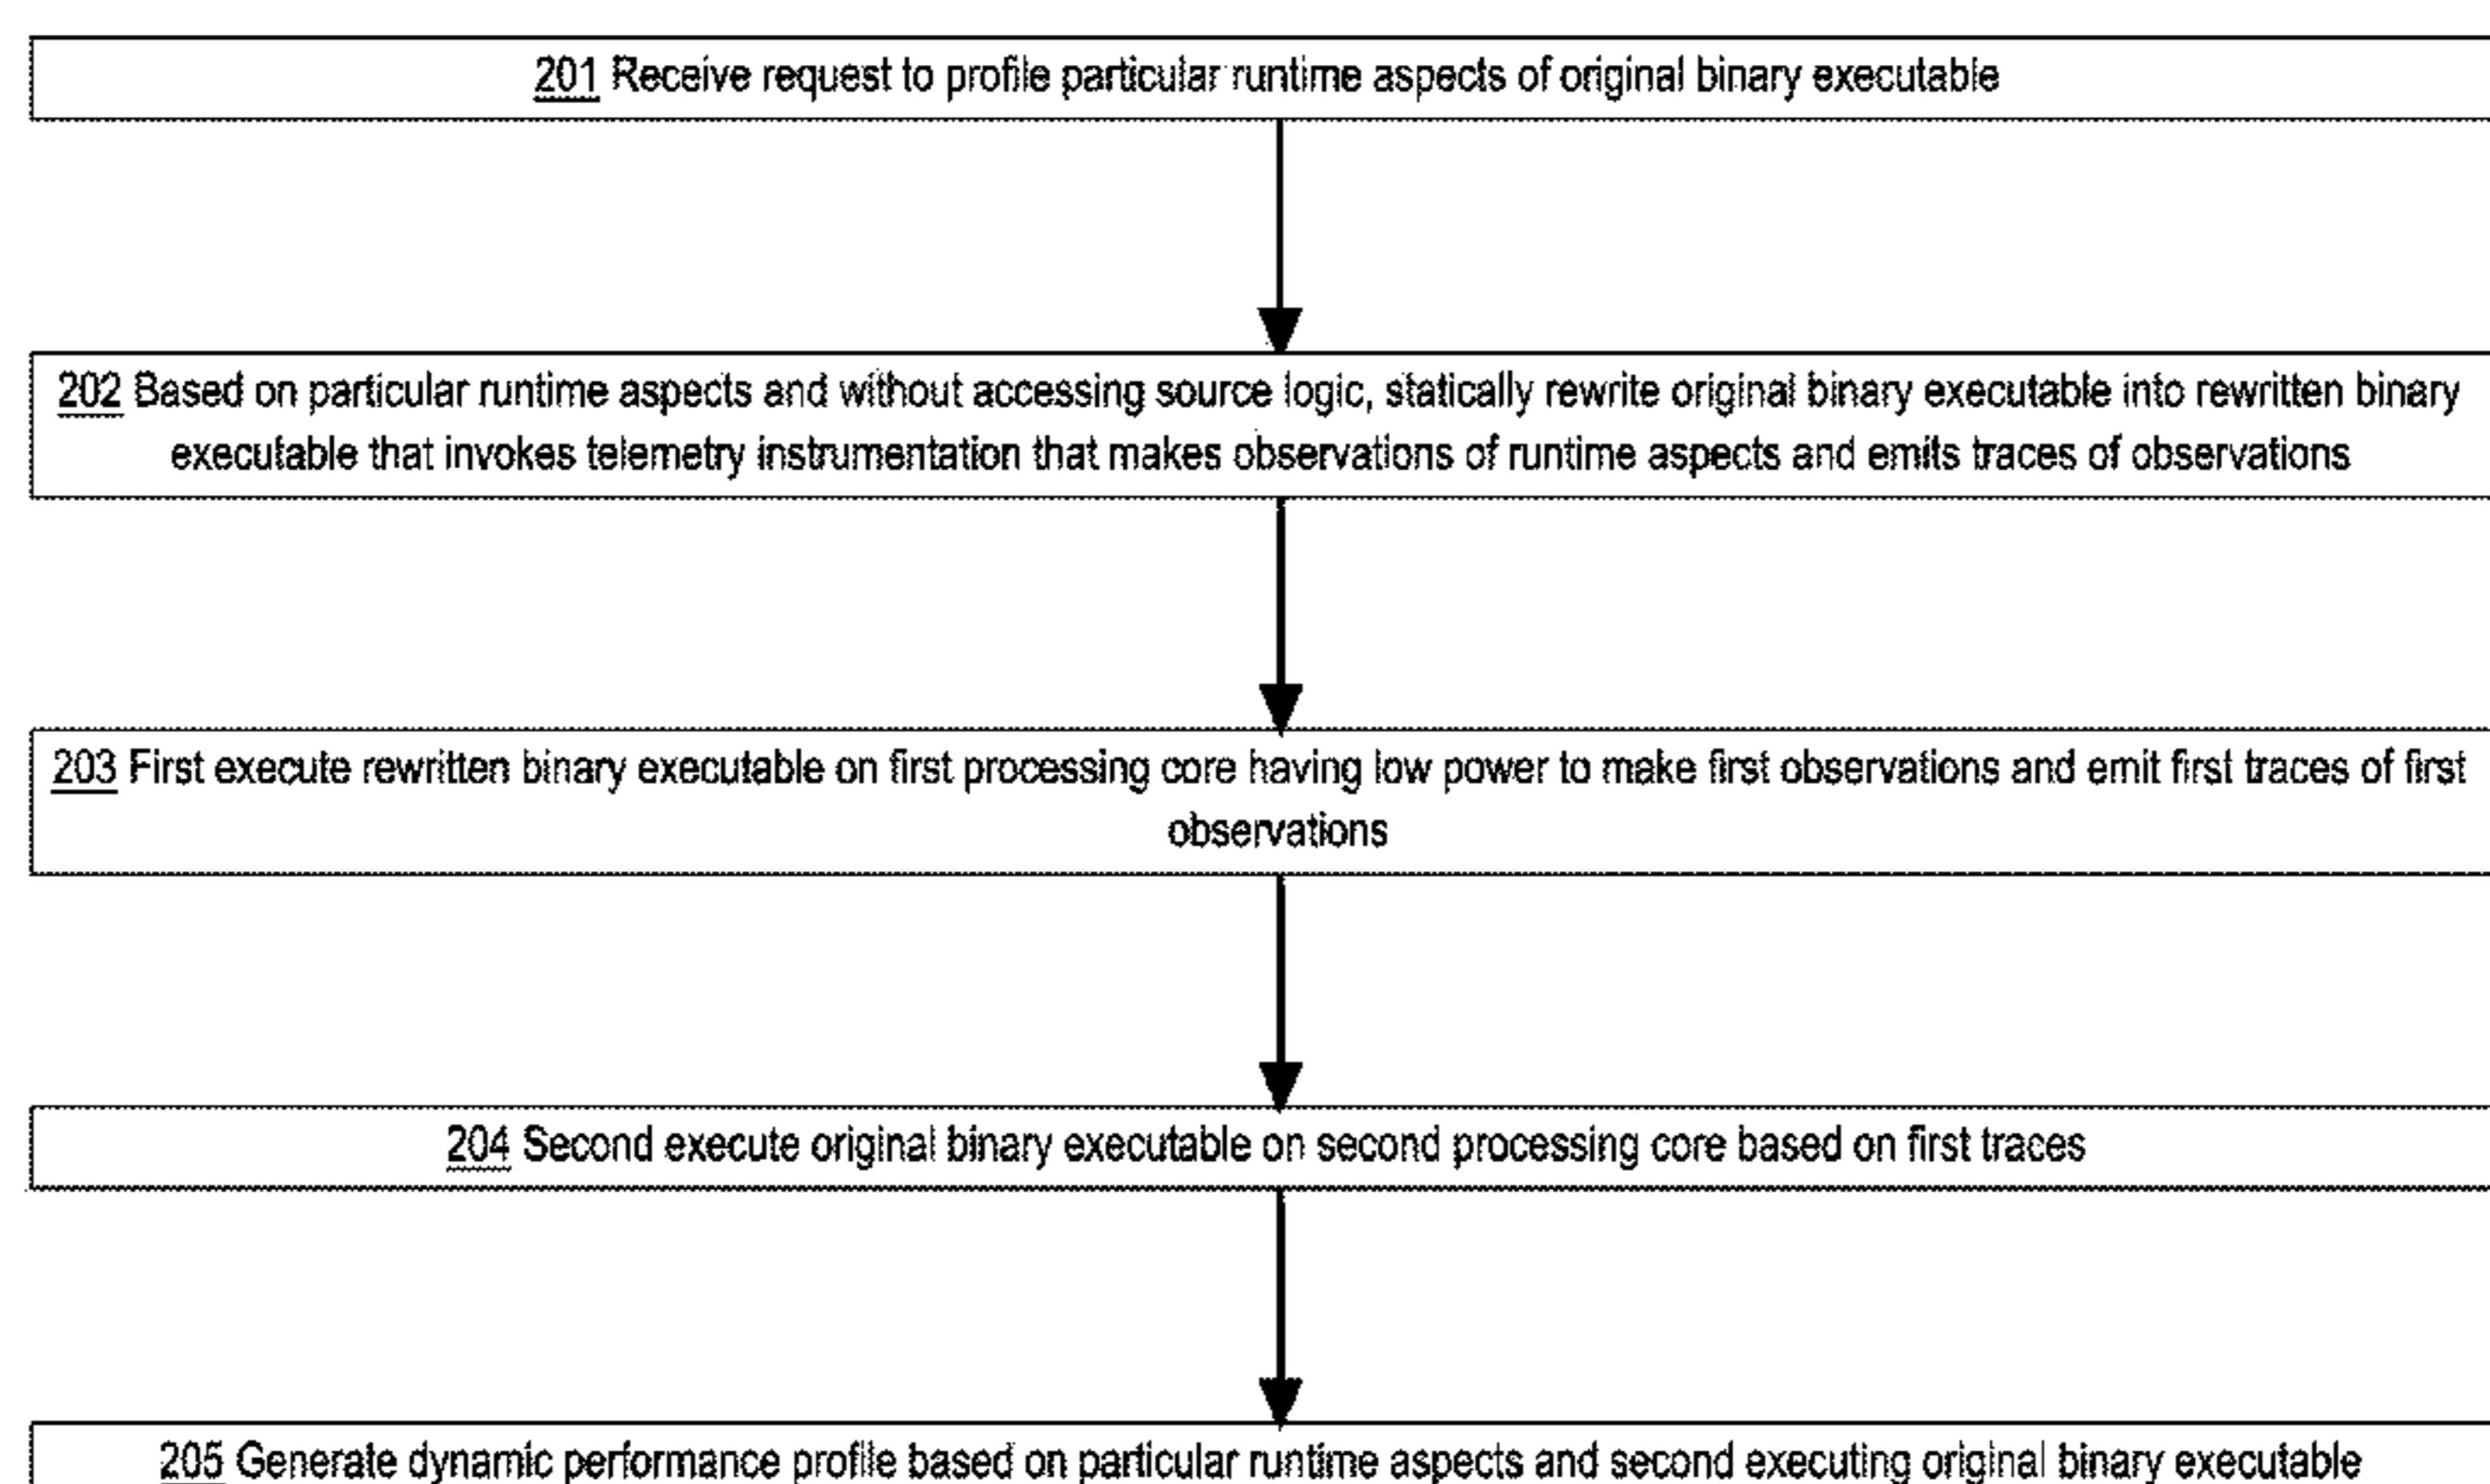 201 Receive request to profile particular runtime aspects of original binary executable
202 Based on particular runtime aspects and without accessing source logic, statically rewrite original binary executable into rewritten binary
executable that invokes telemetry instrumentation that makes observations of runtime aspects and emits traces of observations
203 First execute rewritten binary executable on first processing core having low power to make first observations and emit first traces of first
observations
204 Second execute original binary executable on second processing core based on first traces
205 Generate dynamic performance profile based on particular runtime aspects and second executing original binary executable